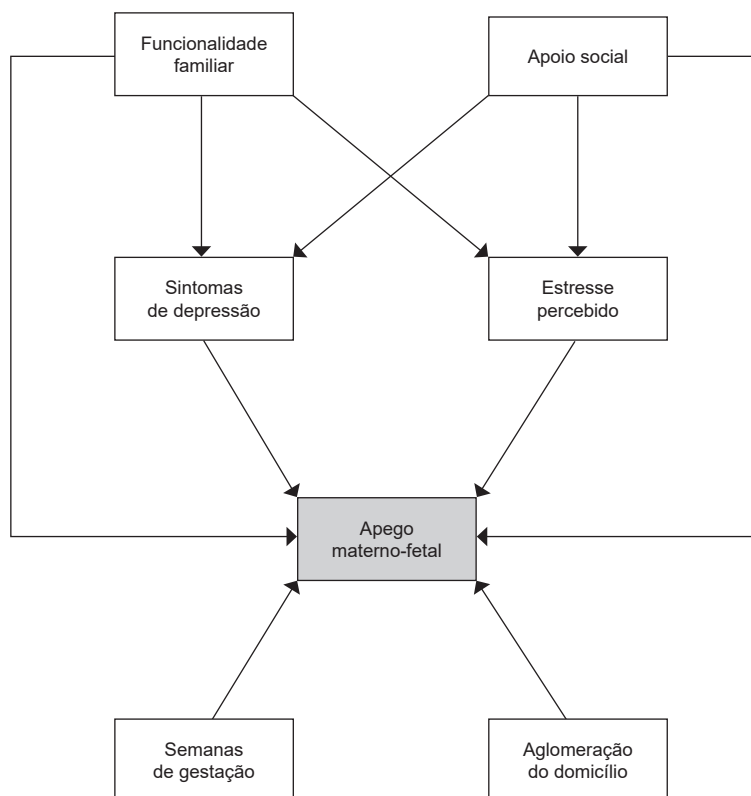 Funcionalidade
familiar
Apoio social
Sintomas
de depressão
Estresse
percebido
Apego
materno-fetal
Semanas
de gestação
Aglomeração
do domicílio